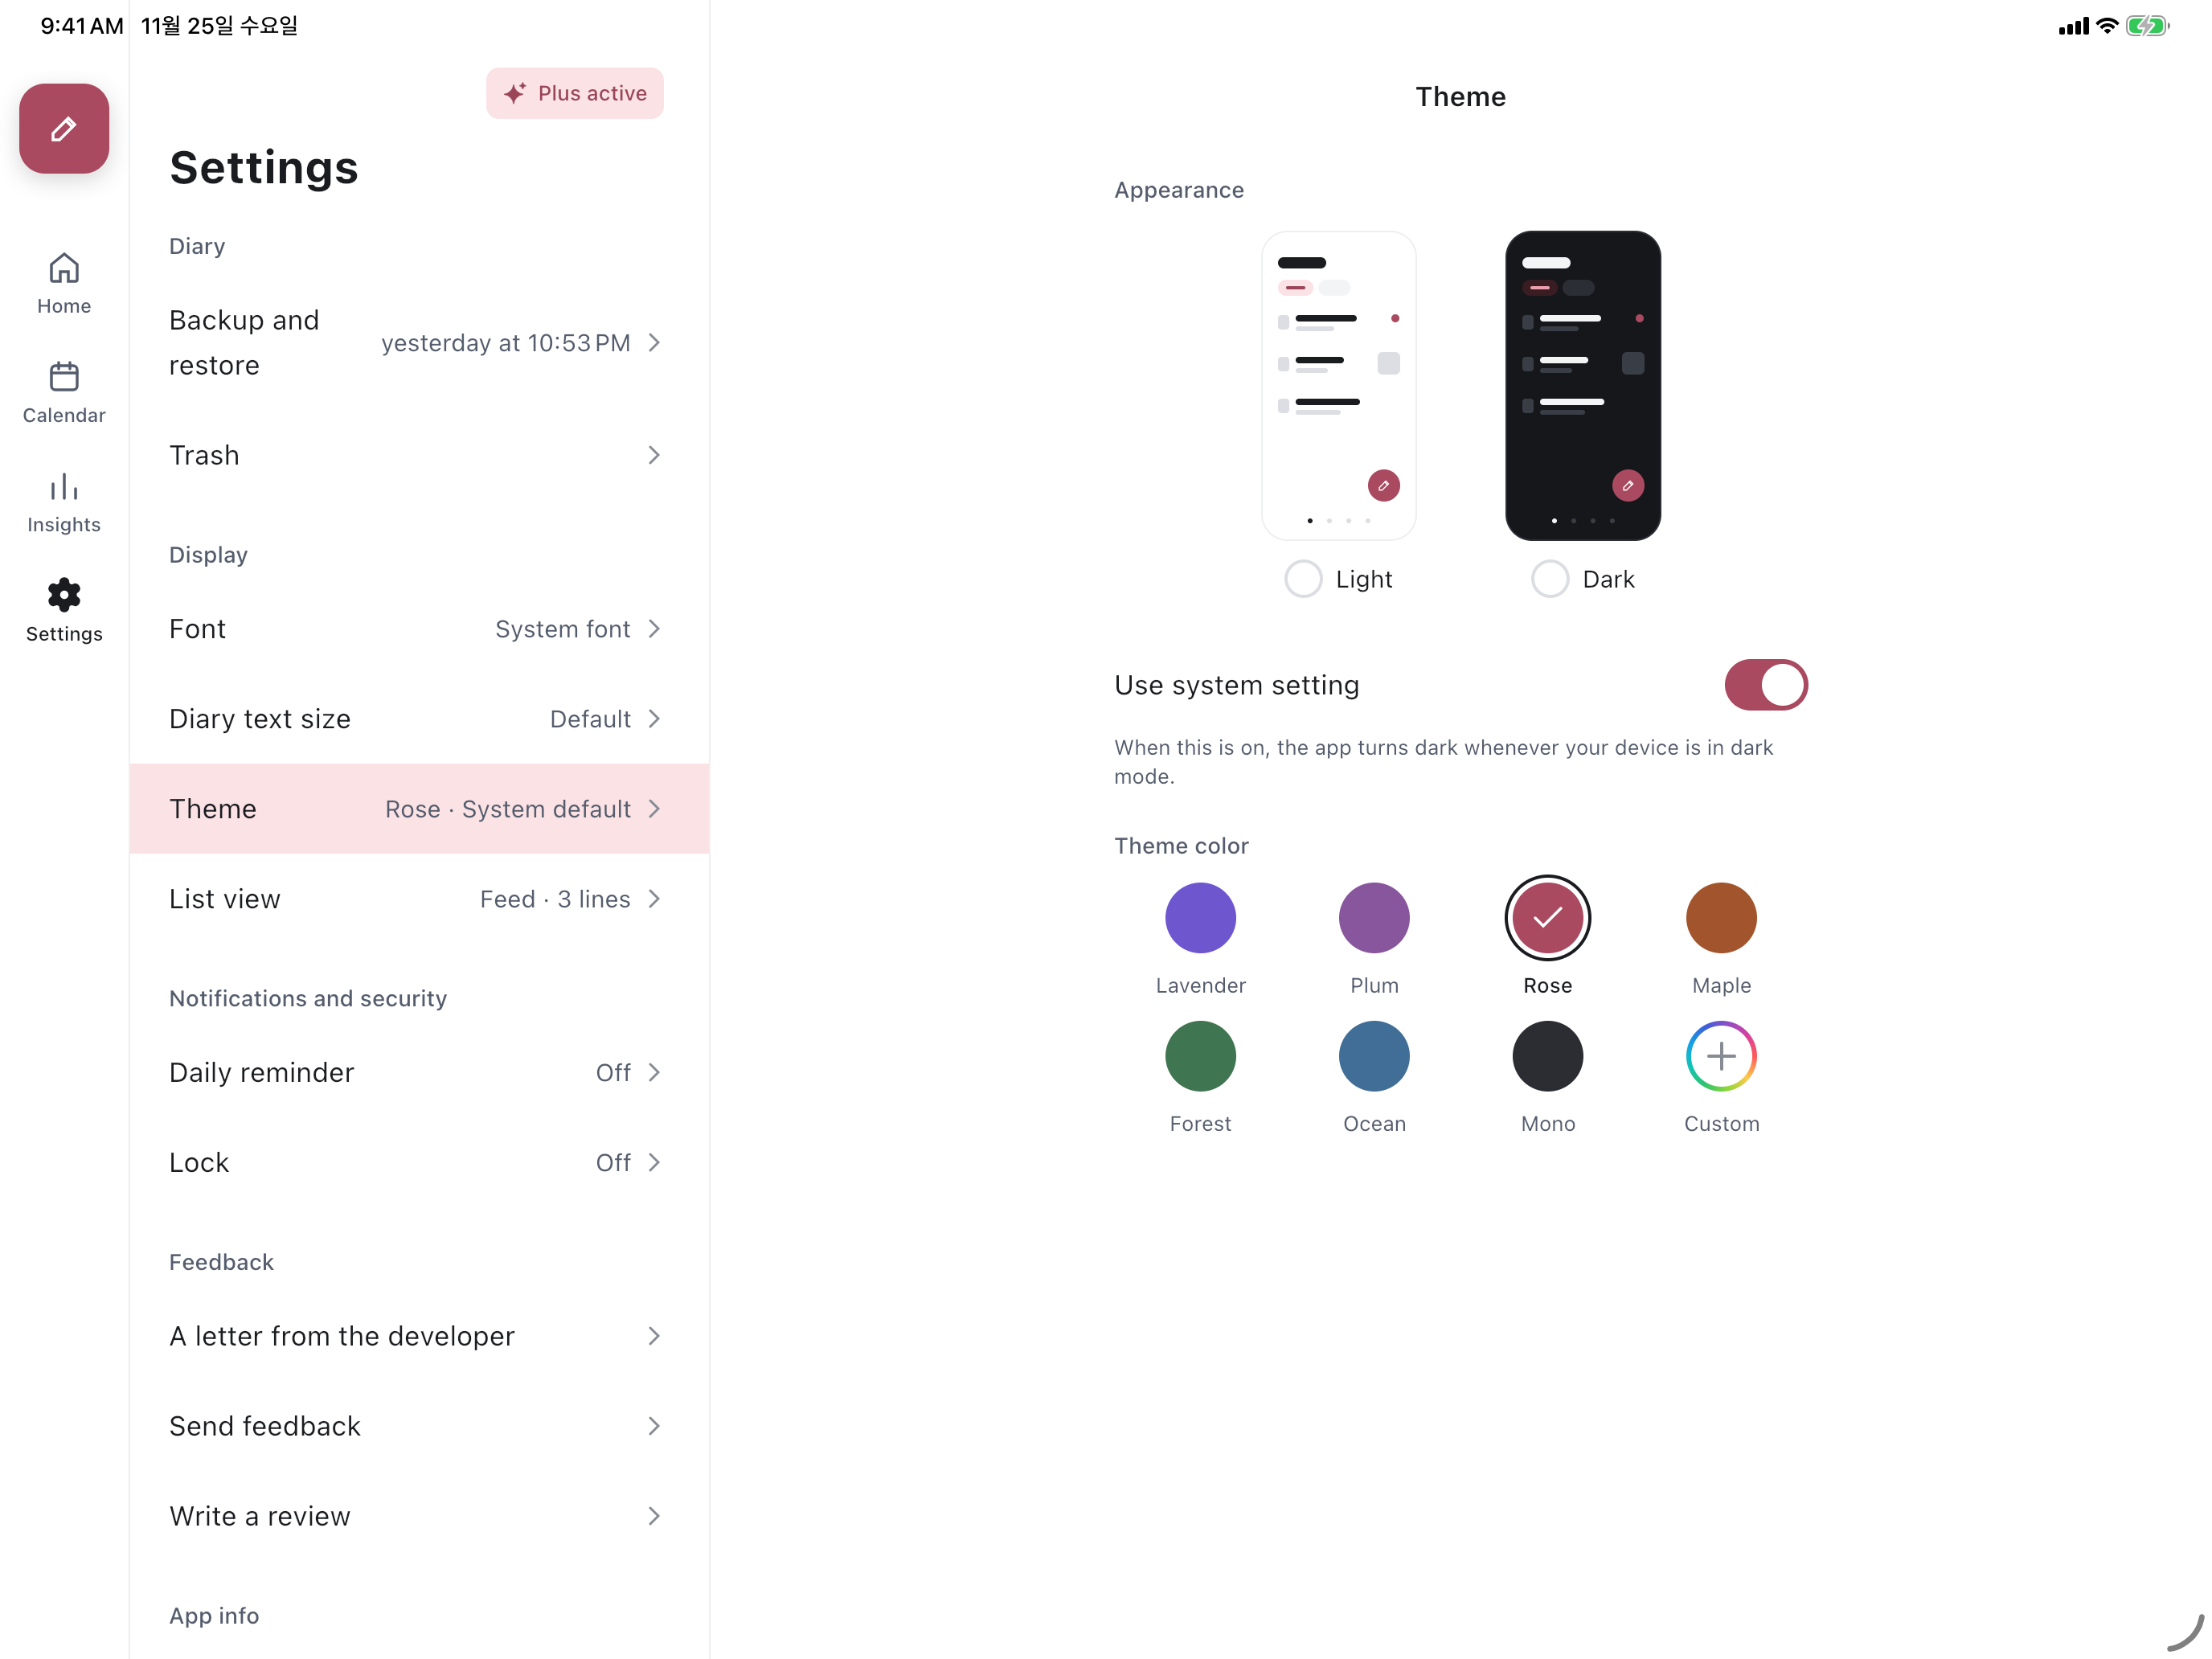 9:41 AM 11월 25일 수요일
Home
Calendar
Insights
Settings
Plus active
Settings
Diary
Backup and
restore
yesterday at 10:53 PM
Trash
Display
Font
System font
Diary text size
Default
Theme
Rose · System default
List view
Feed · 3 lines
Notifications and security
Daily reminder
Off
Lock
Off
Feedback
A letter from the developer
Send feedback
Write a review
App info
Theme
Appearance
Light
Dark
Use system setting
When this is on, the app turns dark whenever your device is in dark
mode.
Theme color
Lavender
Plum
Rose
Maple
Forest
Ocean
Mono
Custom